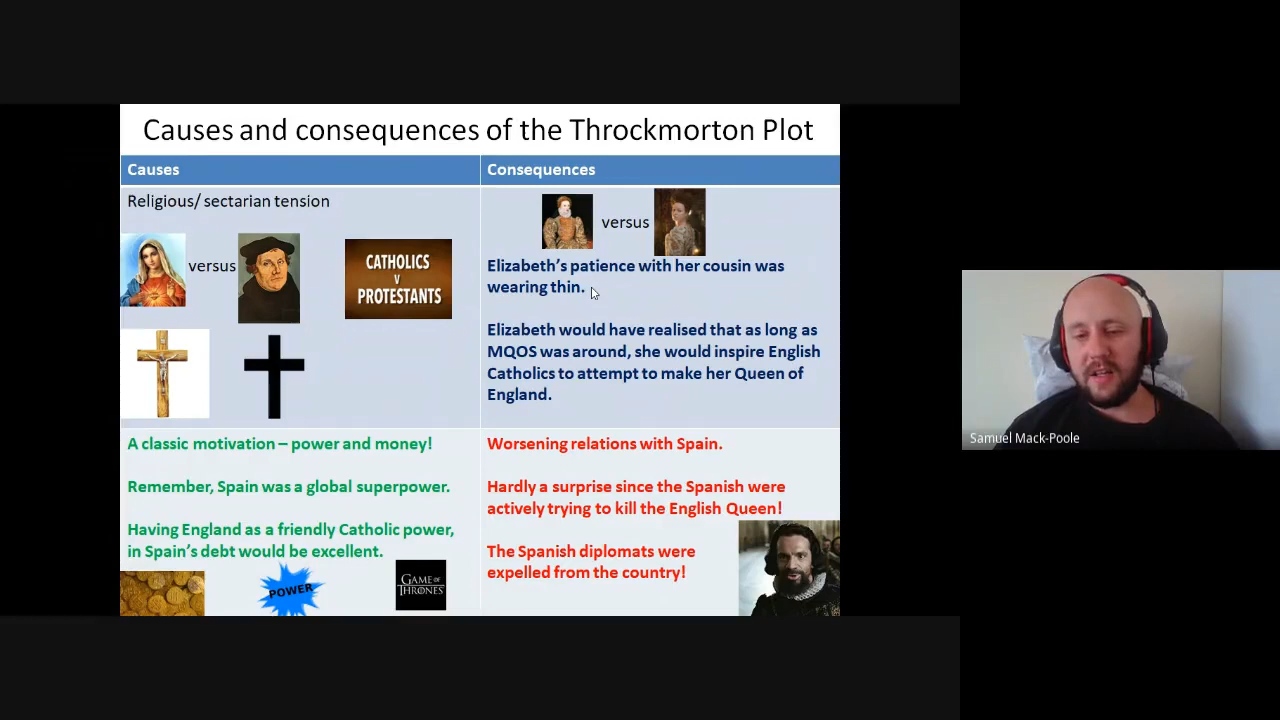 Causes and consequences of the Throckmorton Plot
Causes
Consequences
Religious/ sectarian tension
versus
CATHOLICS
V
PROTESTANTS
versus
Elizabeth's patience with her cousin was
wearing thin.
Elizabeth would have realised that as long as
MQOS was around, she would inspire English
Catholics to attempt to make her Queen of
England.
A classic motivation – power and money!
Remember, Spain was a global superpower.
Having England as a friendly Catholic power,
in Spain's debt would be excellent.
POWER
GAME OF
THRONES
Worsening relations with Spain.
Hardly a surprise since the Spanish were
actively trying to kill the English Queen!
The Spanish diplomats were
expelled from the country!
Samuel Mack-Poole